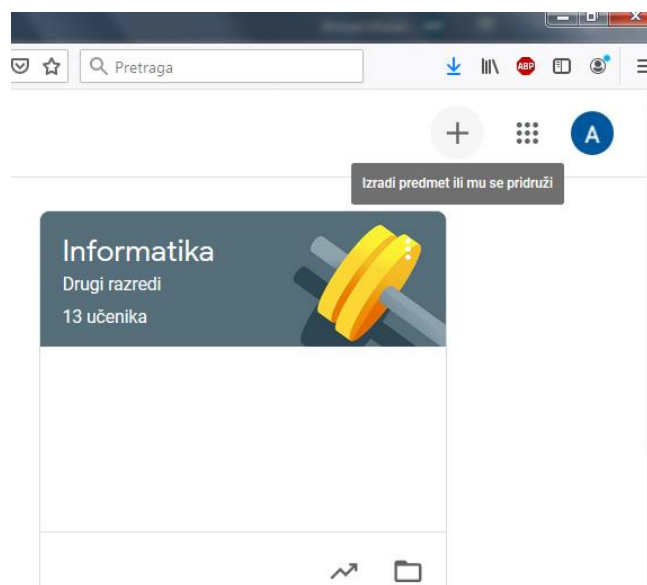 Pretraga
ABP
A
Izradi predmet ili mu se pridruži
Informatika
Drugi razredi
13 učenika